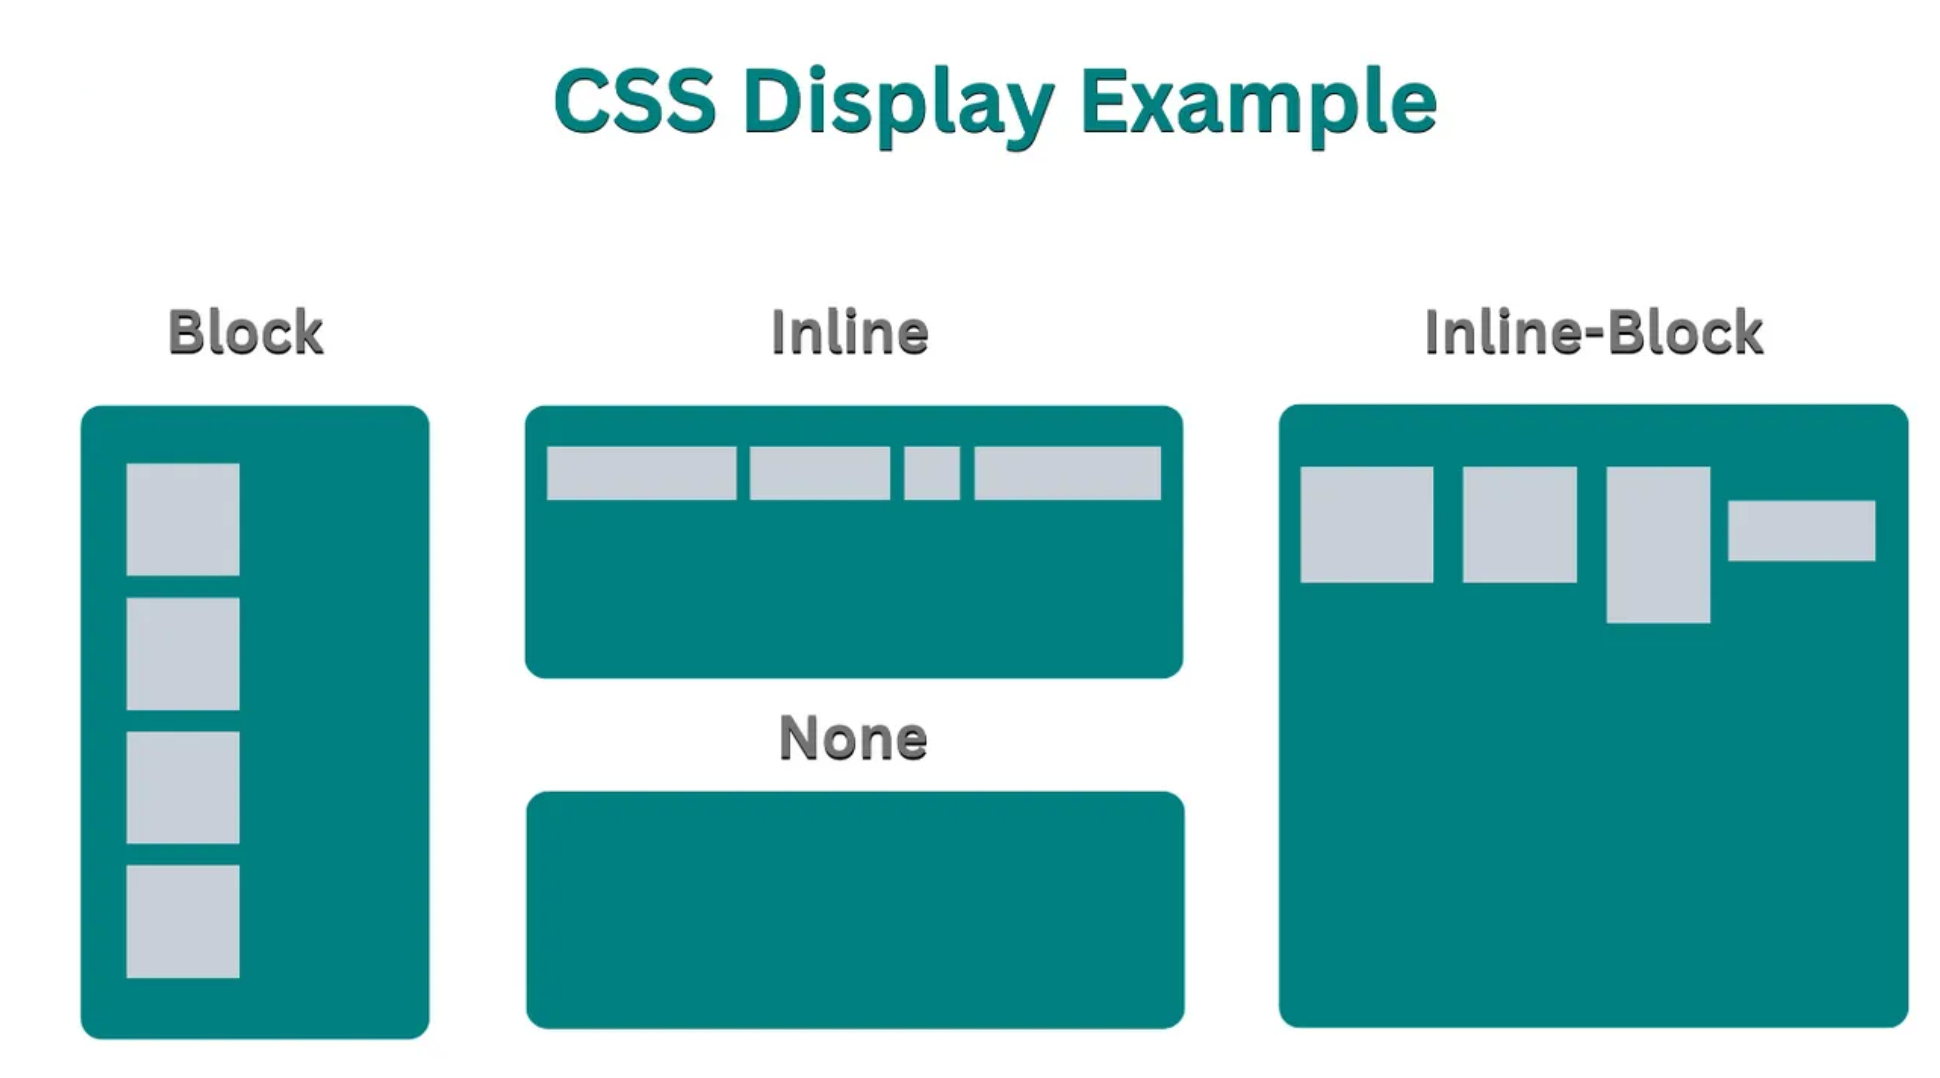 CSS Display Example
Block
Inline
Inline-Block
None